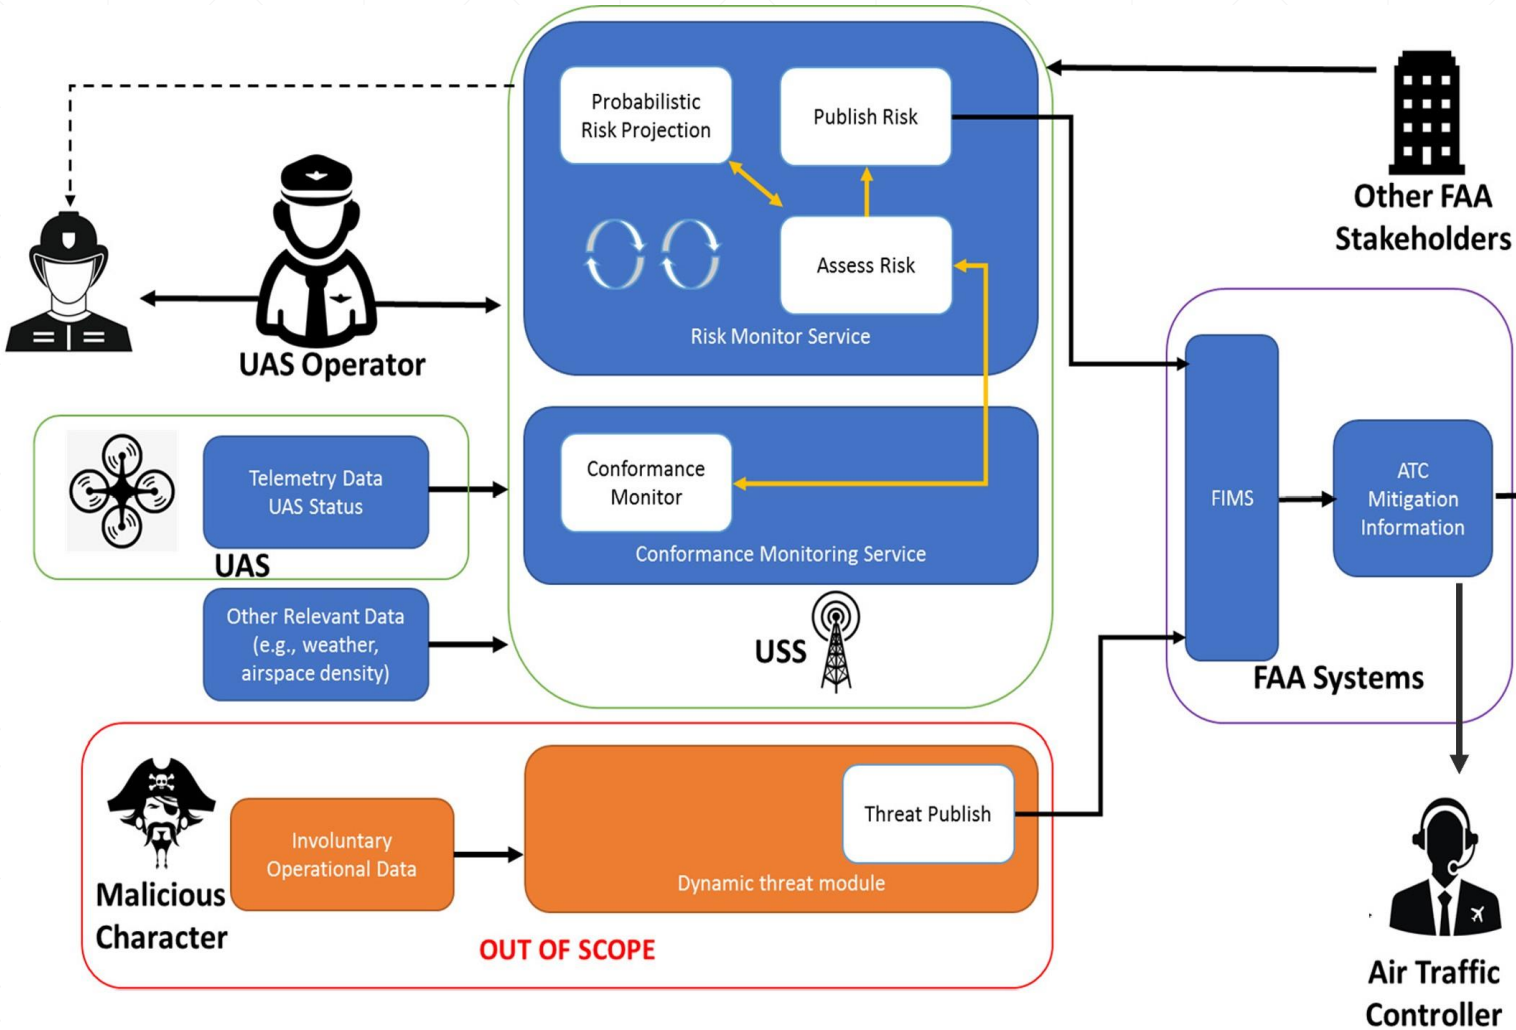 Probabilistic
Risk Projection
Publish Risk
Assess Risk
Risk Monitor Service
Other FAA
Stakeholders
UAS Operator
Telemetry Data
UAS Status
UAS
Conformance
Monitor
Conformance Monitoring Service
Other Relevant Data
(e.g., weather,
airspace density)
USS
FIMS
ATC
Mitigation
Information
FAA Systems
Malicious
Character
Involuntary
Operational Data
Threat Publish
Dynamic threat module
OUT OF SCOPE
Air Traffic
Controller